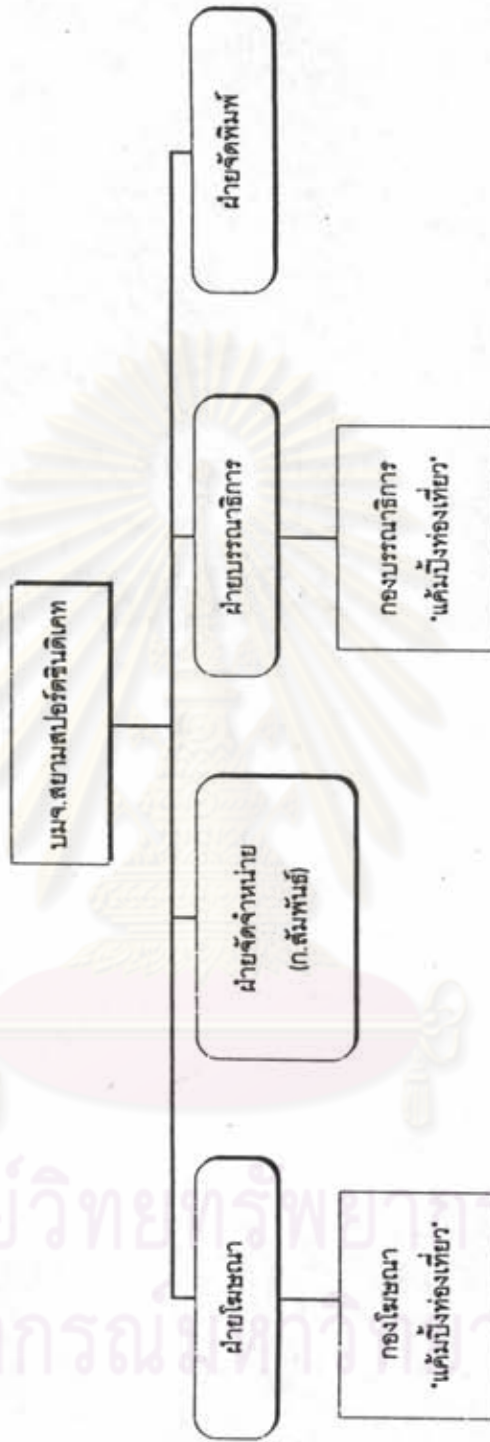 บมจ.สยามสปอร์ตซินดิเคท
ฝ่ายโฆษณา
ฝ่ายจัดจำหน่าย
(ก.สัมพันธ์)
ฝ่ายบรรณาธิการ
ฝ่ายจัดพิมพ์
กองโฆษณา
"แค้มปิ้งท่องเที่ยว"
กองบรรณาธิการ
"แค้มปิ้งท่องเที่ยว"